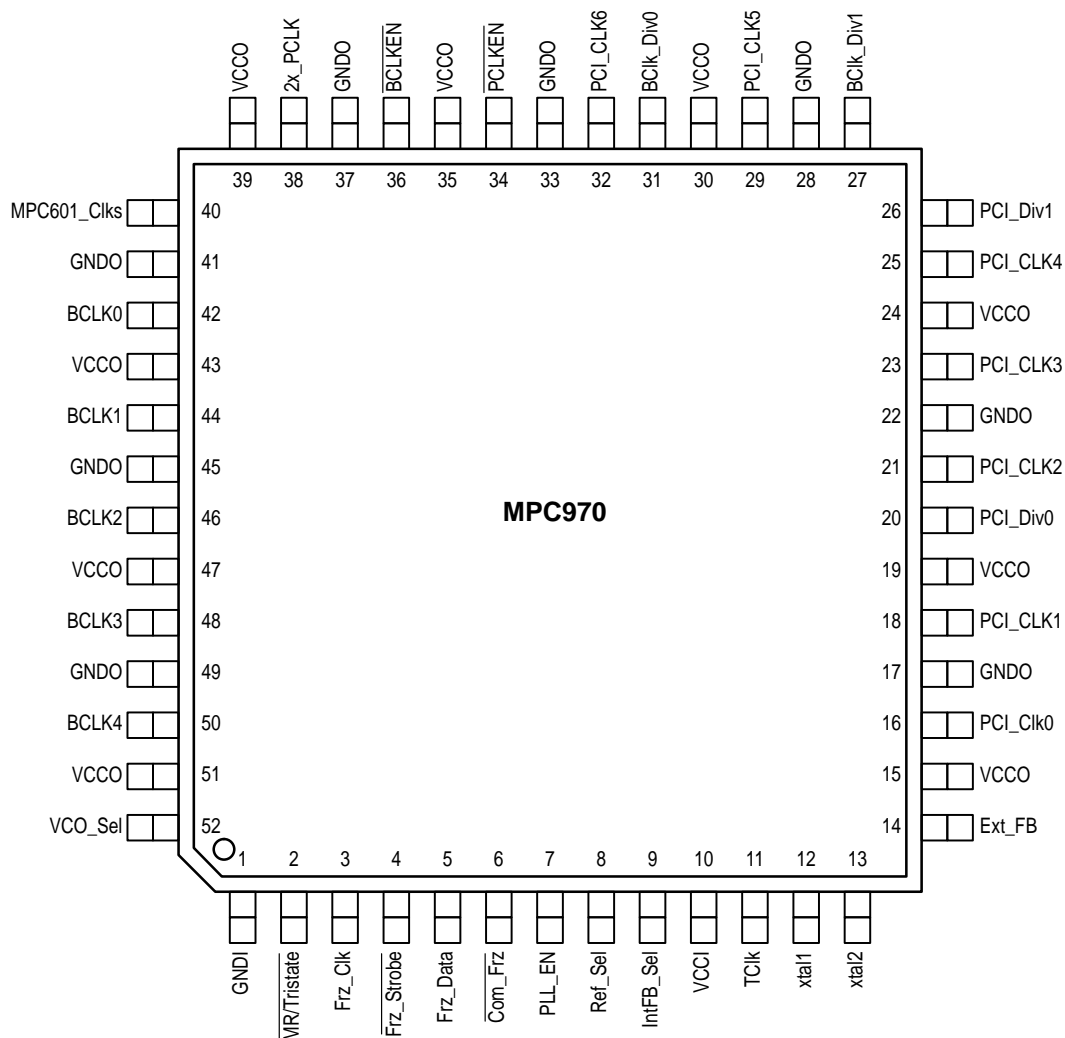 VCCO
2x_PCLK
GNDO
BCLKEN
VCCO
PCLKEN
GNDO
PCI_CLK6
BClk_Div0
VCCO
PCI_CLK5
GNDO
BClk_Div1
39 38 37 36 35 34 33 32 31 30 29 28 27
MPC601_Clks 40
GNDO 41
BCLK0 42
VCCO 43
BCLK1 44
GNDO 45
BCLK2 46
VCCO 47
BCLK3 48
GNDO 49
BCLK4 50
VCCO 51
VCO_Sel 52
MPC970
26 PCI_Div1
25 PCI_CLK4
24 VCCO
23 PCI_CLK3
22 GNDO
21 PCI_CLK2
20 PCI_Div0
19 VCCO
18 PCI_CLK1
17 GNDO
16 PCI_Clk0
15 VCCO
14 Ext_FB
1 2 3 4 5 6 7 8 9 10 11 12 13
GNDI
MR/Tristate
Frz_Clk
Frz_Strobe
Frz_Data
Com_Frz
PLL_EN
Ref_Sel
IntFB_Sel
VCCI
TClk
xtal1
xtal2